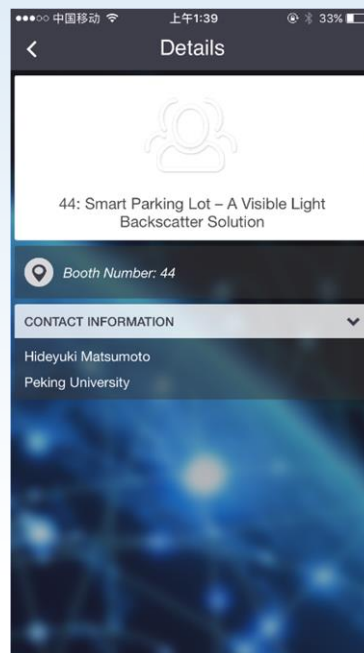 中国移动 上午1:39 33%
Details
44: Smart Parking Lot – A Visible Light
Backscatter Solution
Booth Number: 44
CONTACT INFORMATION
Hideyuki Matsumoto
Peking University